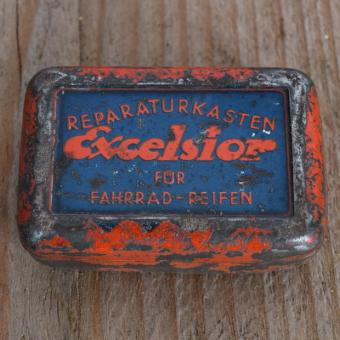 REPARATURKASTEN
Excelsior
FÜR
FAHRRAD-REIFEN